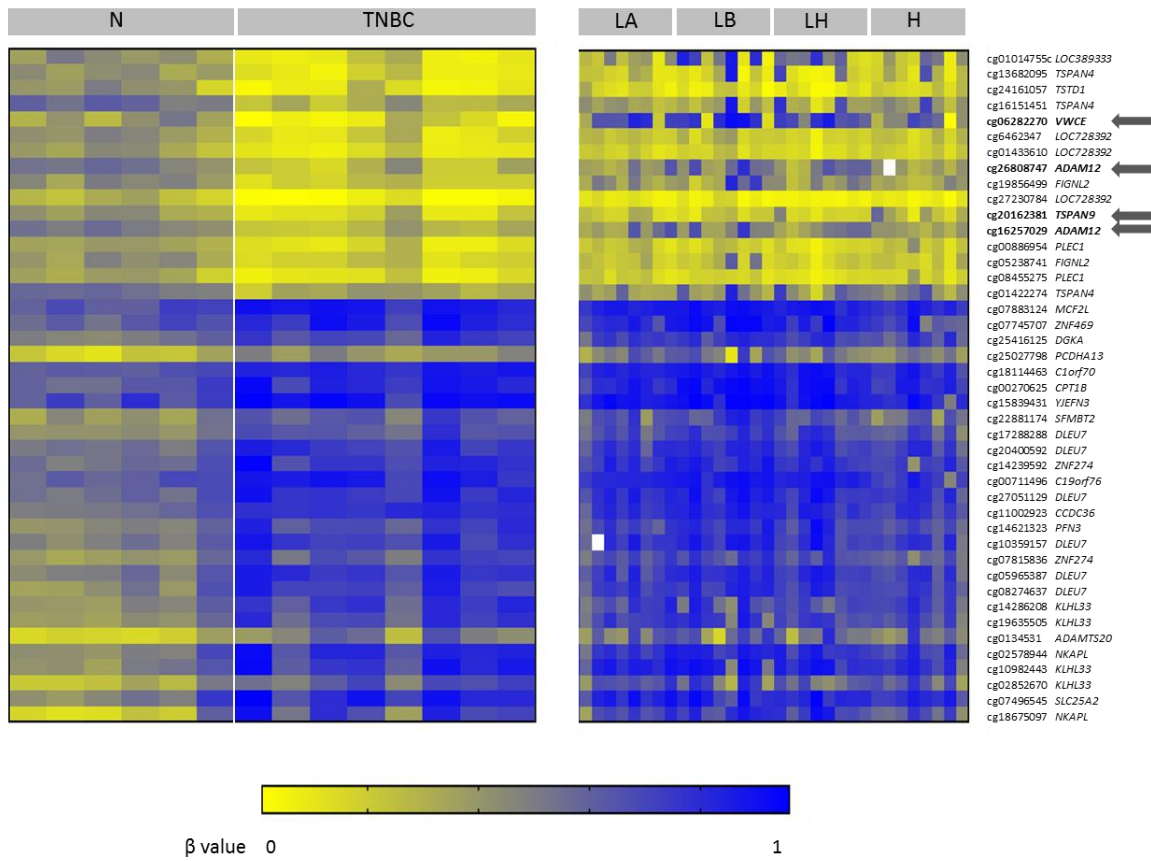 N TNBC LA LB LH H
cg01014755c LOC389333
cg13682095 TSPAN4
cg24161057 TSTD1
cg16151451 TSPAN4
cg06282270 VWCE
cg6462347 LOC728392
cg01433610 LOC728392
cg26808747 ADAM12
cg19856499 FIGNL2
cg27230784 LOC728392
cg20162381 TSPAN9
cg16257029 ADAM12
cg00886954 PLEC1
cg05238741 FIGNL2
cg08455275 PLEC1
cg01422274 TSPAN4
cg07883124 MCF2L
cg07745707 ZNF469
cg25416125 DGKA
cg25027798 PCDHA13
cg18114463 C1orf70
cg00270625 CPT1B
cg15839431 YJEFN3
cg22881174 SFMBT2
cg17288288 DLEU7
cg20400592 DLEU7
cg14239592 ZNF274
cg00711496 C19orf76
cg27051129 DLEU7
cg11002923 CCDC36
cg14621323 PFN3
cg10359157 DLEU7
cg07815836 ZNF274
cg05965387 DLEU7
cg08274637 DLEU7
cg14286208 KLHL33
cg19635505 KLHL33
cg0134531 ADAMTS20
cg02578944 NKAPL
cg10982443 KLHL33
cg02852670 KLHL33
cg07496545 SLC25A2
cg18675097 NKAPL
β value 0 1